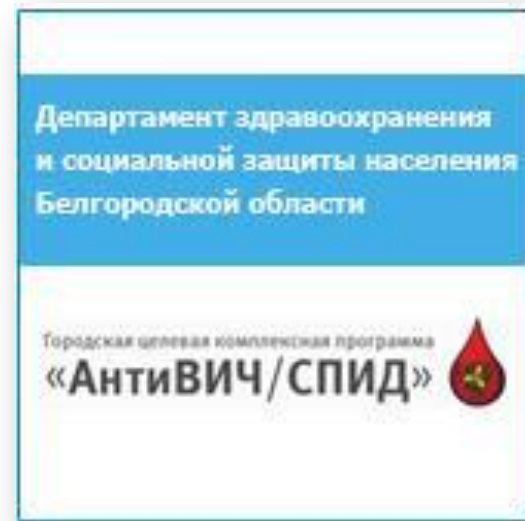 Департамент здравоохранения
и социальной защиты населения
Белгородской области
Городская целевая комплексная программа
«АнтиВИЧ/СПИД»